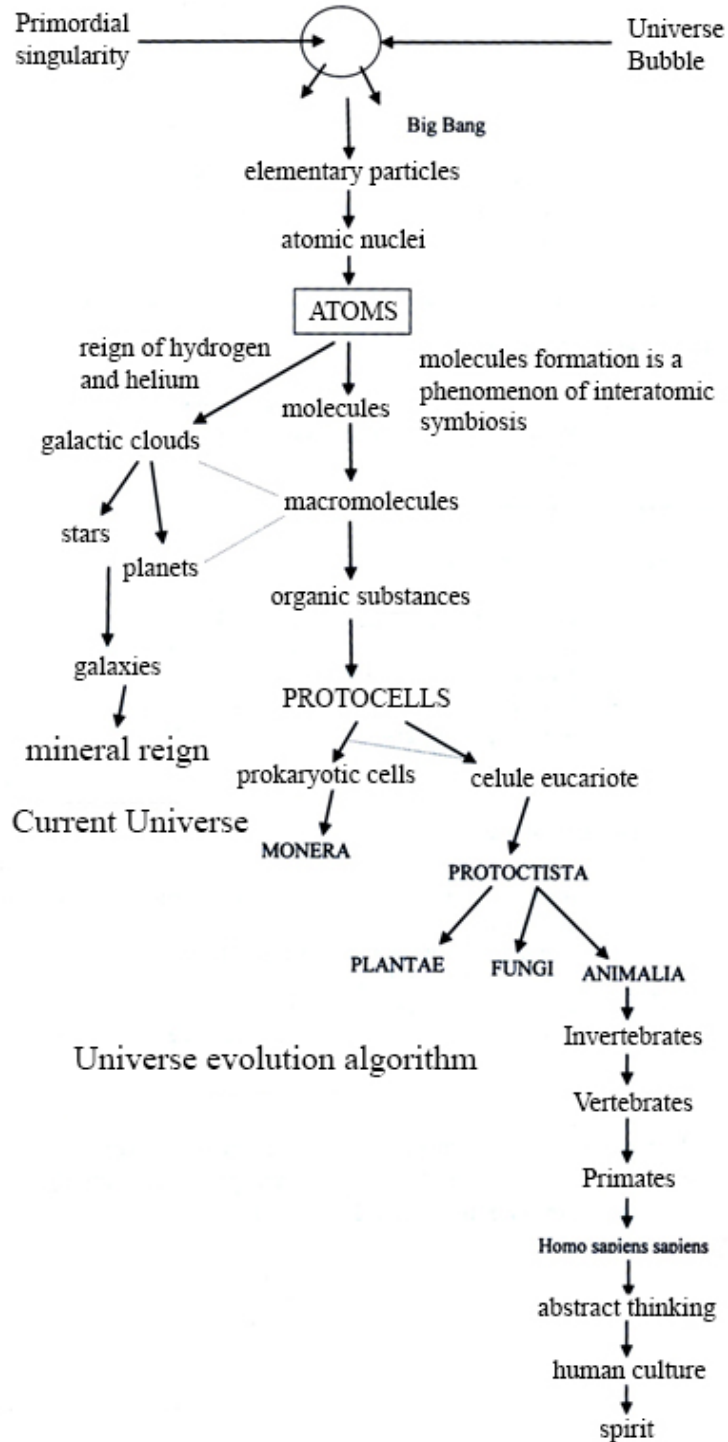 Primordial
singularity
Universe
Bubble
Big Bang
elementary particles
atomic nuclei
ATOMS
reign of hydrogen
and helium
molecules formation is a
phenomenon of interatomic
symbiosis
molecules
galactic clouds
macromolecules
stars
planets
organic substances
galaxies
PROTOCELLS
mineral reign
prokaryotic cells
celule eucariote
Current Universe
MONERA
PROTOCTISTA
PLANTAE
FUNGI
ANIMALIA
Invertebrates
Universe evolution algorithm
Vertebrates
Primates
Homo sapiens sapiens
abstract thinking
human culture
spirit